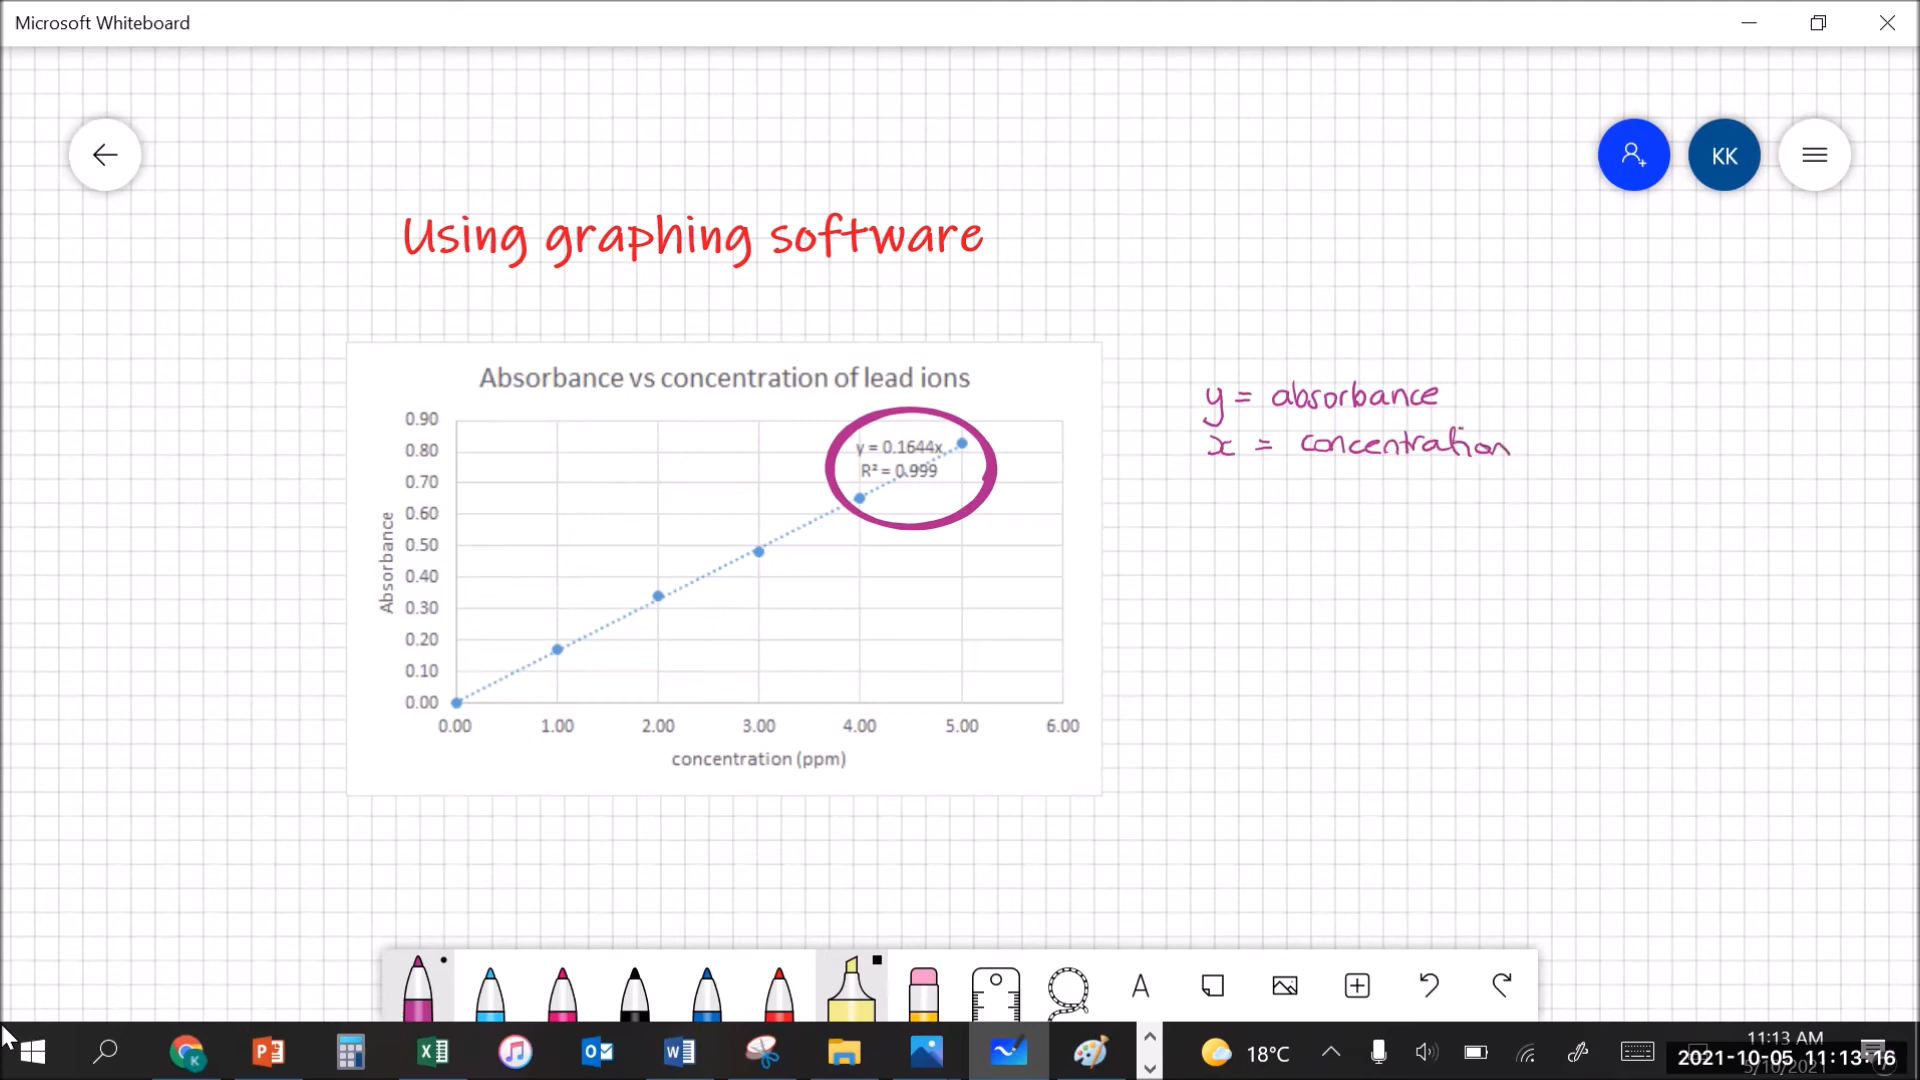 Microsoft Whiteboard
KK
Using graphing software
Absorbance vs concentration of lead ions
y = absorbance
x = concentration
0.90
0.80
0.70
0.60
0.50
0.40
0.30
0.20
0.10
0.00
Absorbance
y = 0.1644x
R² = 0.999
0.00 1.00 2.00 3.00 4.00 5.00 6.00
concentration (ppm)
A
18°C
11:13 AM
2021-10-05 11:13:16